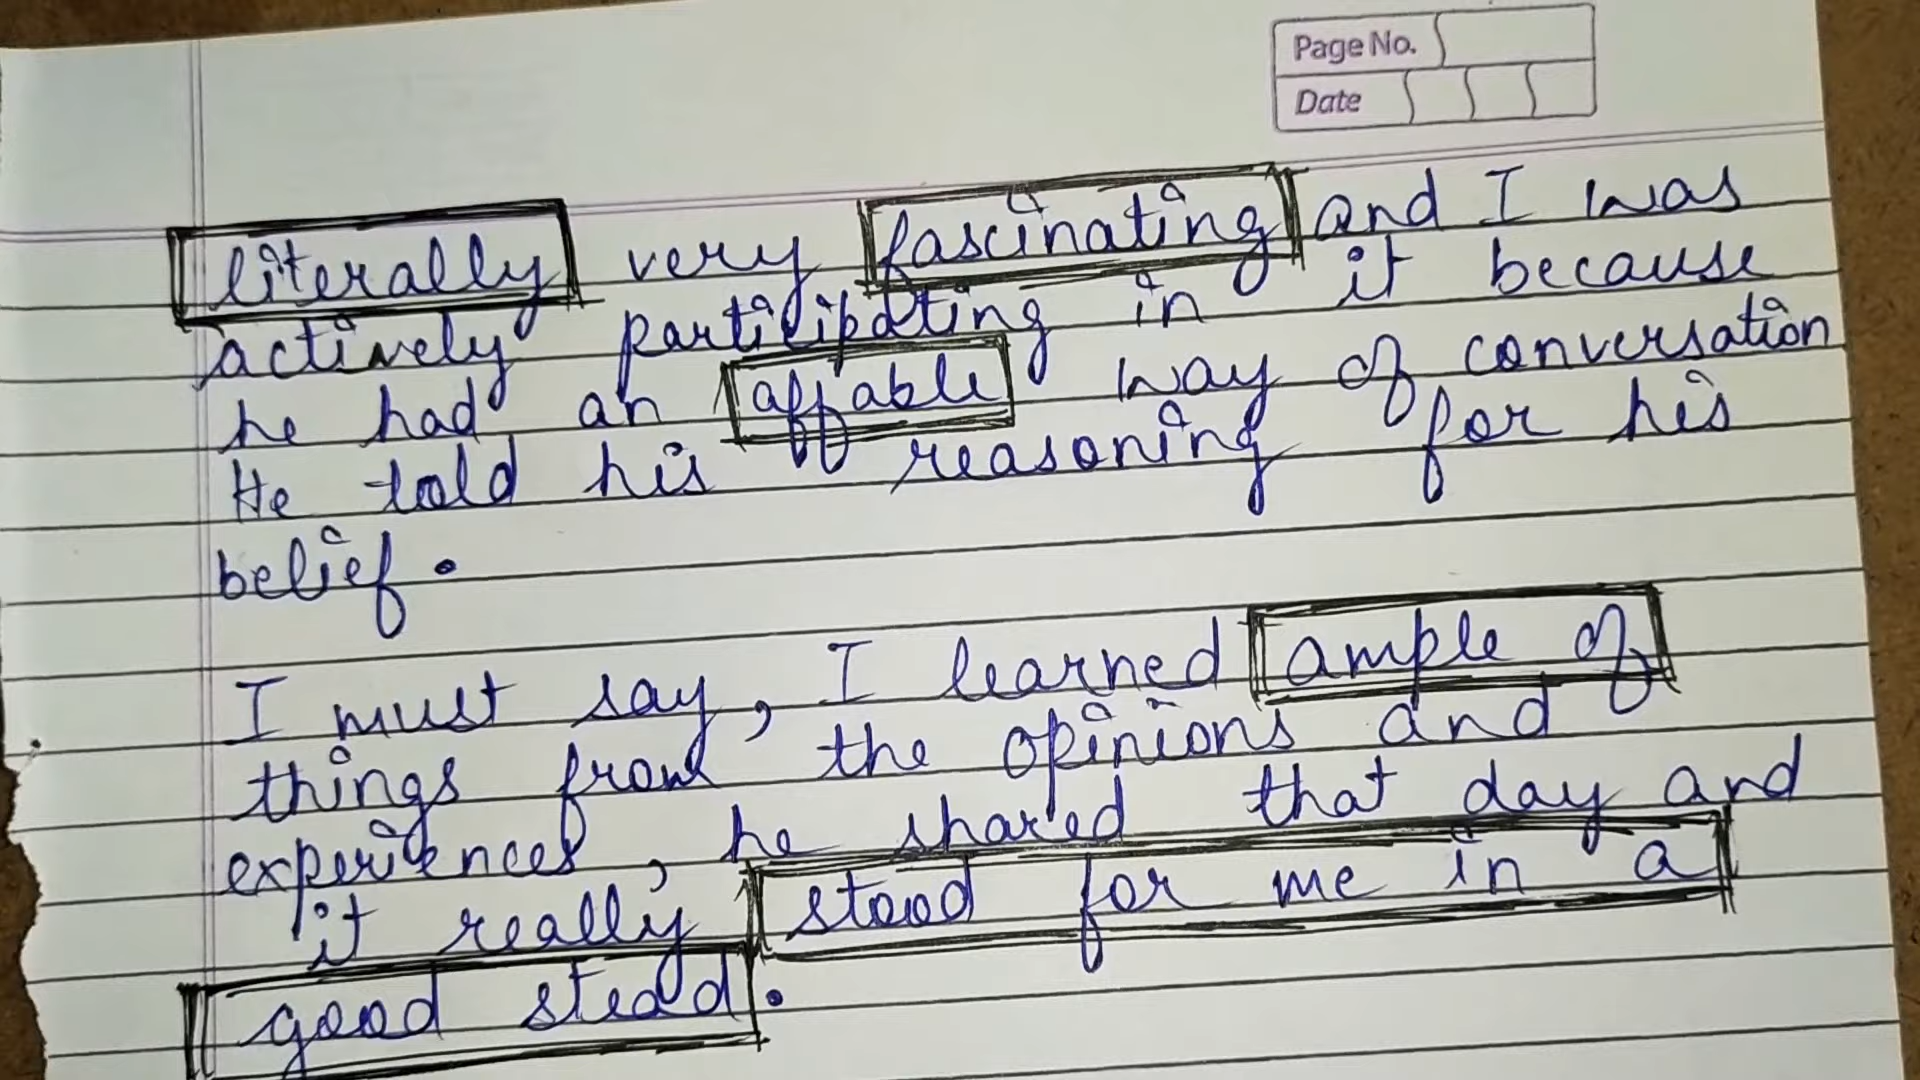 Page No.
Date
literally very fascinating and I was
actively participating in it because
he had an affable way of conversation
He told his reasoning for his
belief.
I must say, I learned ample of
things from the opinions and
experiences, he shared that day and
it really stood for me in a
good stead.